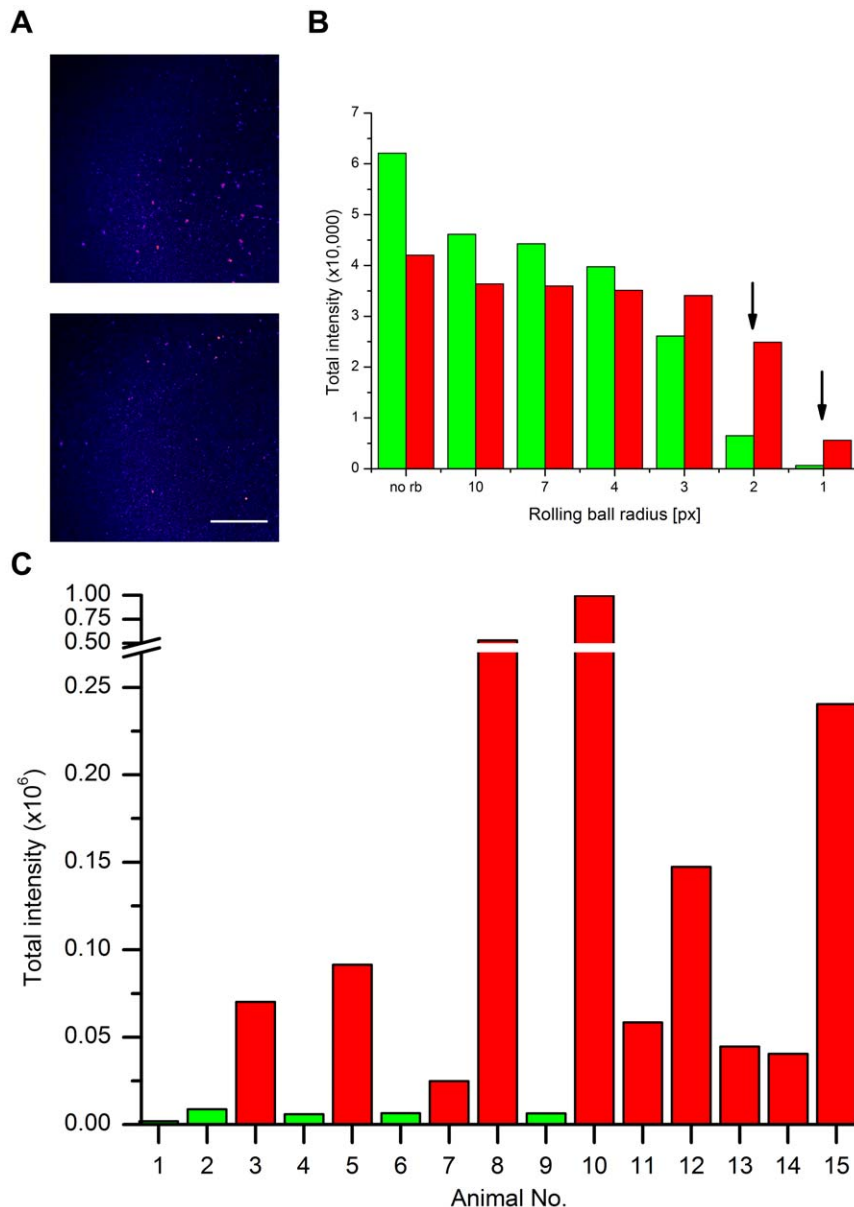 A
B
7
6
5
4
3
2
1
0
Total intensity (x10,000)
no rb 10 7 4 3 2 1
Rolling ball radius [px]
C
1.00
0.75
0.50
0.25
0.20
0.15
0.10
0.05
0.00
Total intensity (x10⁶)
1 2 3 4 5 6 7 8 9 10 11 12 13 14 15
Animal No.